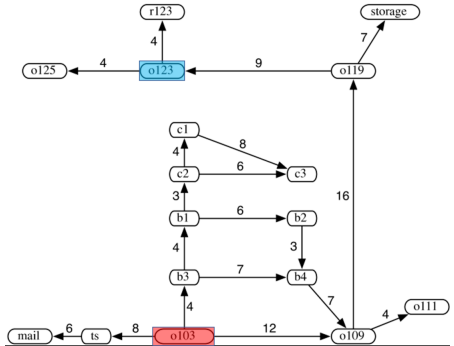 r123 storage
4 7
o125 4 o123 9 o119
c1
4 8
c2 6 c3
3 16
b1 6 b2
4 3
b3 7 b4
4 7 o111
4
mail 6 ts 8 o103 12 o109